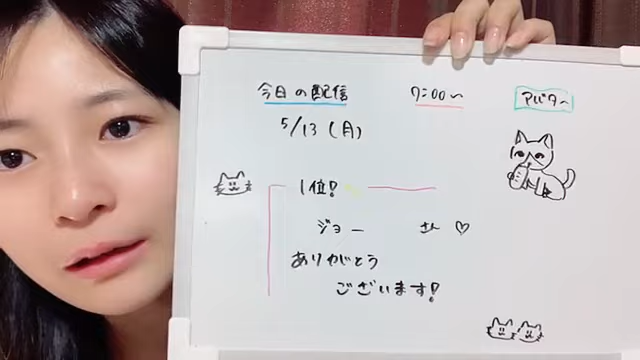 今日の配信 7:00〜 アバター
5/13(月)
1位!
ジョー さん♡
ありがとう
ございます!